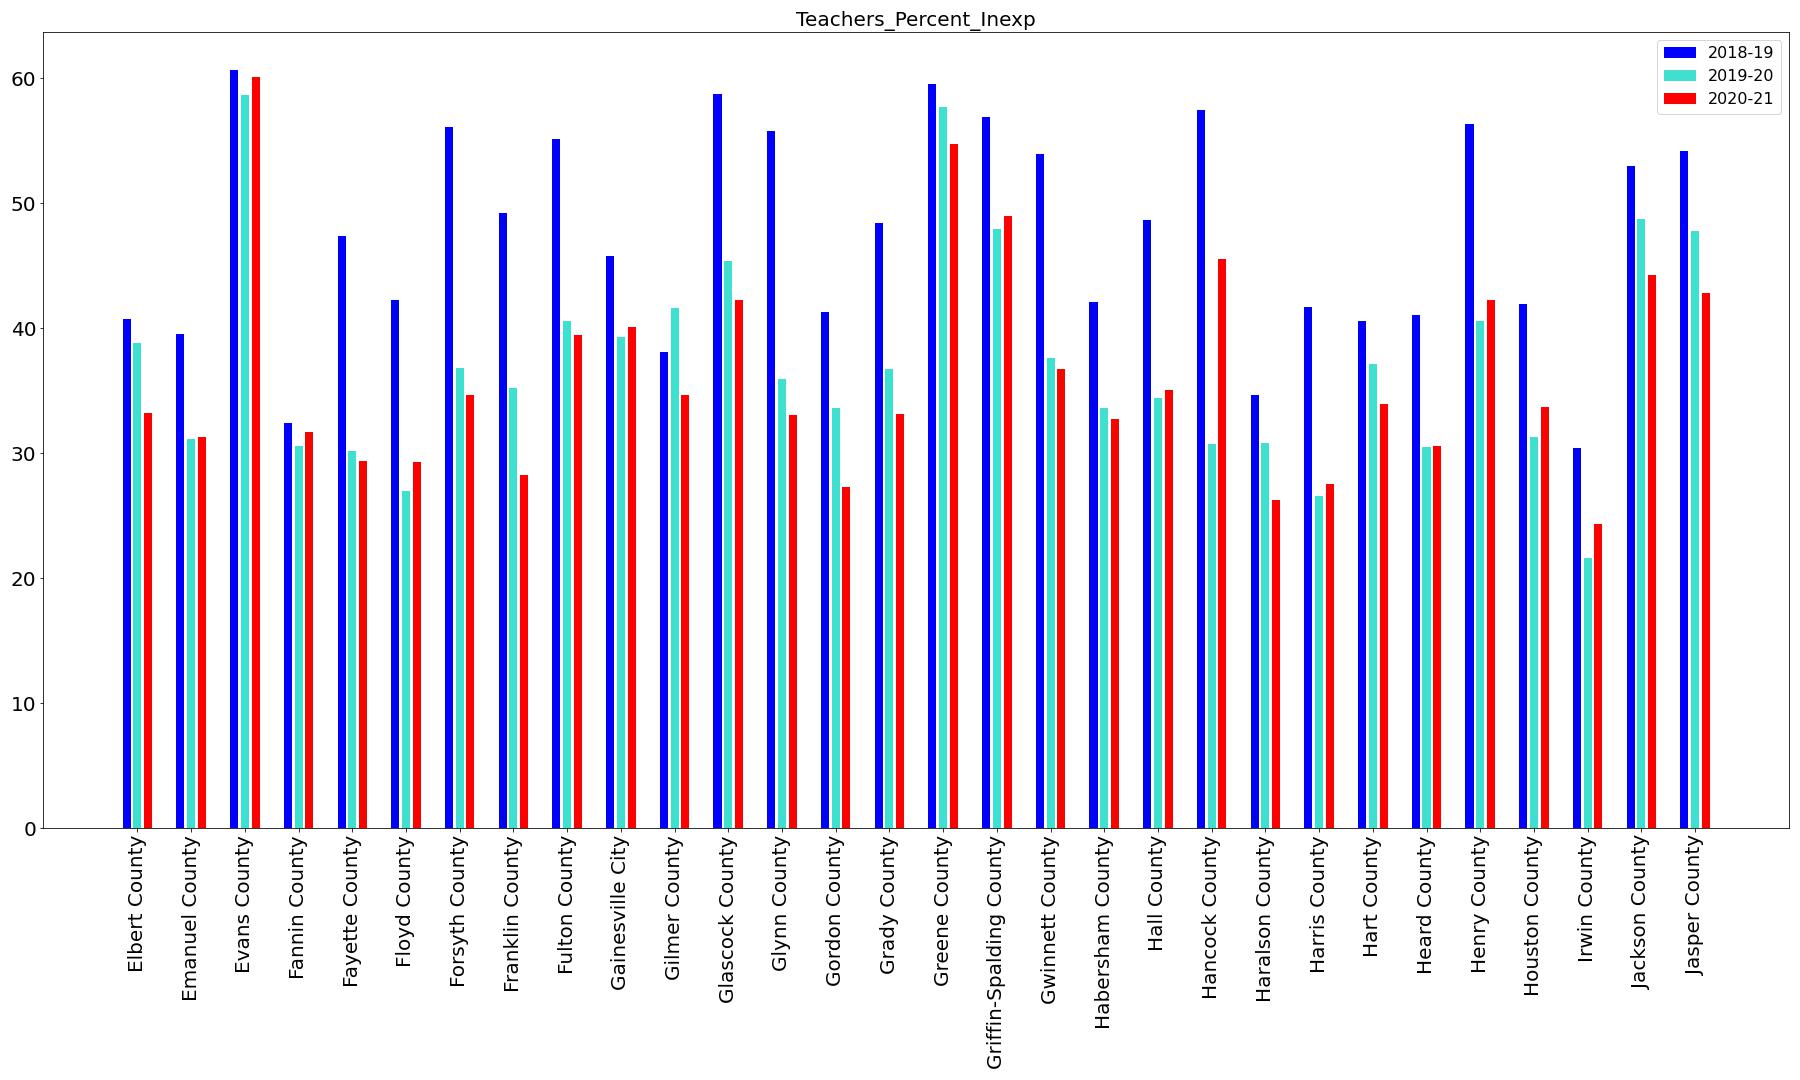 Teachers_Percent_Inexp
2018-19
2019-20
2020-21
60
50
40
30
20
10
0
Elbert County
Emanuel County
Evans County
Fannin County
Fayette County
Floyd County
Forsyth County
Franklin County
Fulton County
Gainesville City
Gilmer County
Glascock County
Glynn County
Gordon County
Grady County
Greene County
Griffin-Spalding County
Gwinnett County
Habersham County
Hall County
Hancock County
Haralson County
Harris County
Hart County
Heard County
Henry County
Houston County
Irwin County
Jackson County
Jasper County